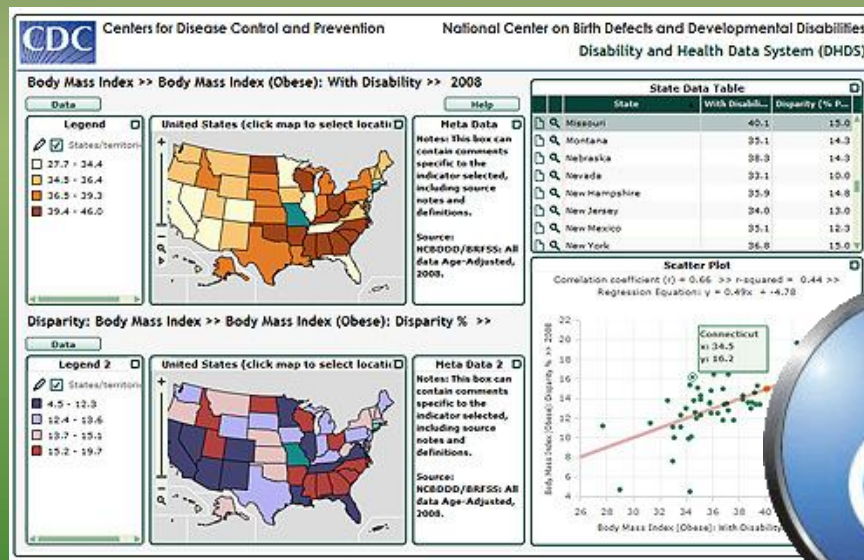 CDC
Centers for Disease Control and Prevention
National Center on Birth Defects and Developmental Disabilities
Disability and Health Data System (DHDS)
Body Mass Index >> Body Mass Index (Obese): With Disability >> 2008
Data
Help
Legend
States/territori
27.7 - 34.4
34.5 - 36.4
36.5 - 39.3
39.4 - 46.0
United States (click map to select locatio
Meta Data
Notes: This box can
contain comments
specific to the
indicator selected,
including source
notes and
definitions.
Source:
NCBDDD/BRFSS: All
data Age-Adjusted,
2008.
State Data Table
State With Disabili... Disparity (% P...
Missouri 40.1 15.0
Montana 35.1 14.3
Nebraska 38.3 14.3
Nevada 33.1 10.0
New Hampshire 35.9 14.8
New Jersey 34.0 13.0
New Mexico 35.1 12.3
New York 36.8 15.0
Disparity: Body Mass Index >> Body Mass Index (Obese): Disparity % >>
Data
Legend 2
States/territori
4.5 - 12.3
12.4 - 13.6
13.7 - 15.1
15.2 - 19.7
United States (click map to select locatio
Meta Data 2
Notes: This box can
contain comments
specific to the
indicator selected,
including source
notes and
definitions.
Source:
NCBDDD/BRFSS: All
data Age-Adjusted,
2008.
Scatter Plot
Correlation coefficient (r) = 0.66 >> r-squared = 0.44 >>
Regression Equation: y = 0.49x + -4.78
Body Mass Index (Obese): Disparity % >> 2008
22
20
18
16
14
12
10
8
6
4
Connecticut
x: 34.5
y: 16.2
26 28 30 32 34 36 38 40
Body Mass Index (Obese): With Disability